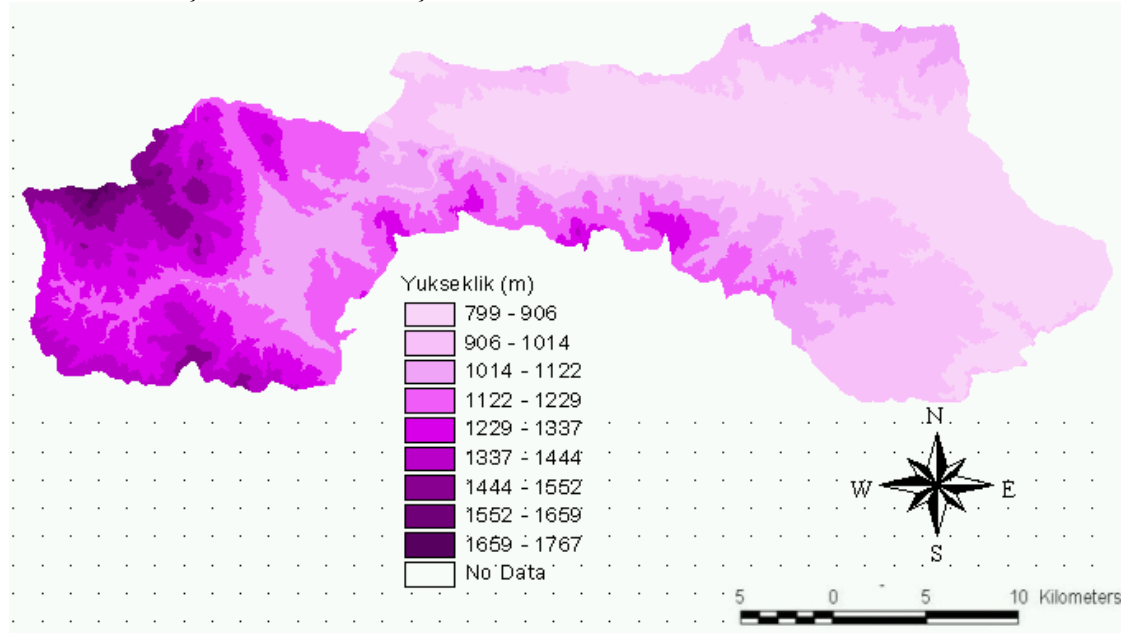 Yukseklik (m)
799 - 906
906 - 1014
1014 - 1122
1122 - 1229
1229 - 1337
1337 - 1444
1444 - 1552
1552 - 1659
1659 - 1767
No Data
N
W E
S
5 0 5 10 Kilometers